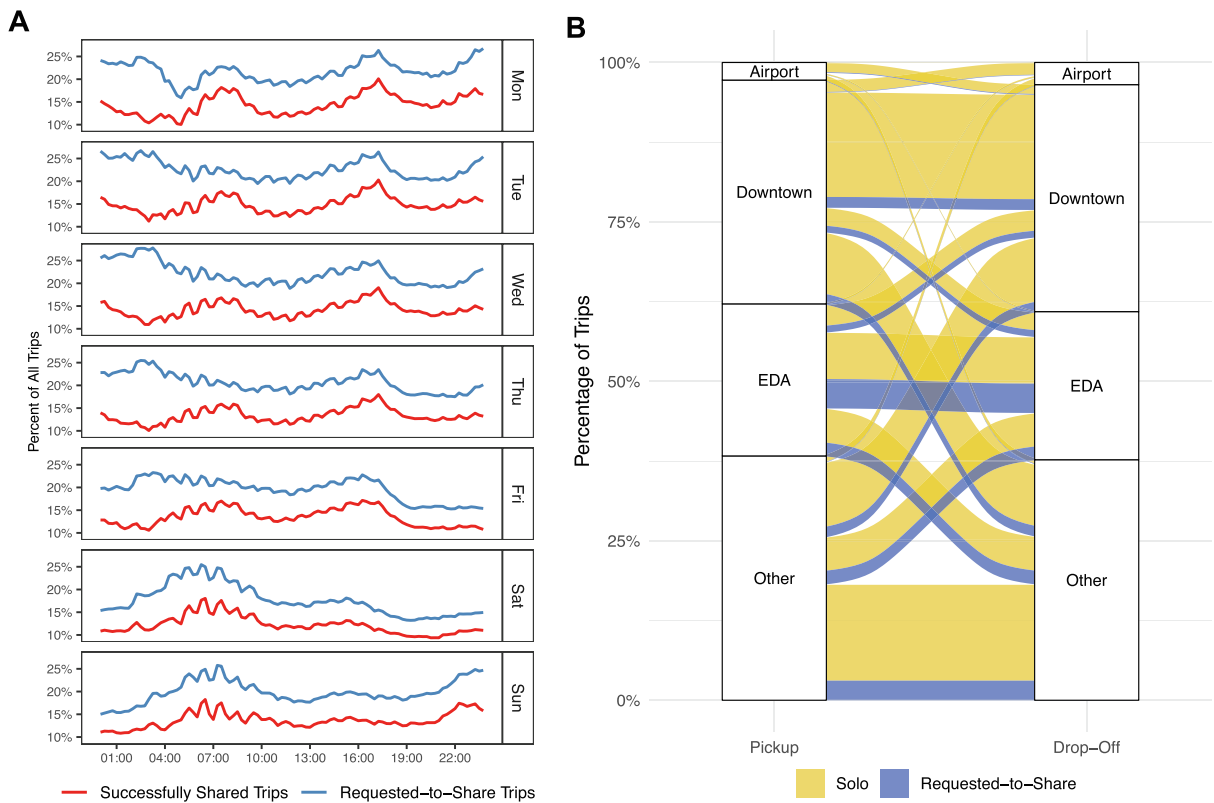 A
Percent of All Trips
25%
20%
15%
10%
Mon
25%
20%
15%
10%
Tue
25%
20%
15%
10%
Wed
25%
20%
15%
10%
Thu
25%
20%
15%
10%
Fri
25%
20%
15%
10%
Sat
25%
20%
15%
10%
Sun
01:00 04:00 07:00 10:00 13:00 16:00 19:00 22:00
Successfully Shared Trips Requested-to-Share Trips
B
Percentage of Trips
100%
75%
50%
25%
0%
Airport
Downtown
EDA
Other
Airport
Downtown
EDA
Other
Pickup Drop-Off
Solo Requested-to-Share